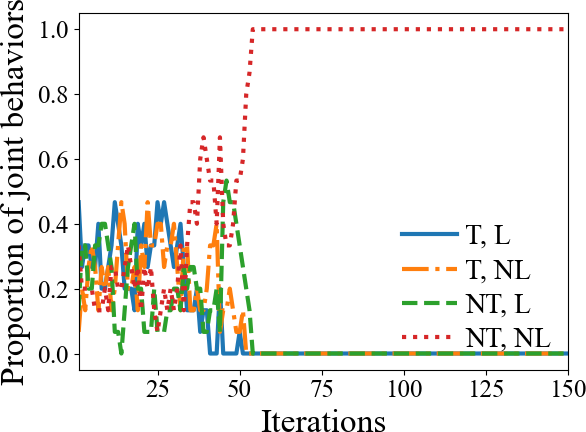 Proportion of joint behaviors
1.0
0.8
0.6
0.4
0.2
0.0
T, L
T, NL
NT, L
NT, NL
25 50 75 100 125 150
Iterations